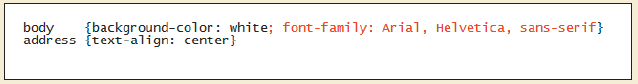 body    {background-color: white; font-family: Arial, Helvetica, sans-serif}
address {text-align: center}